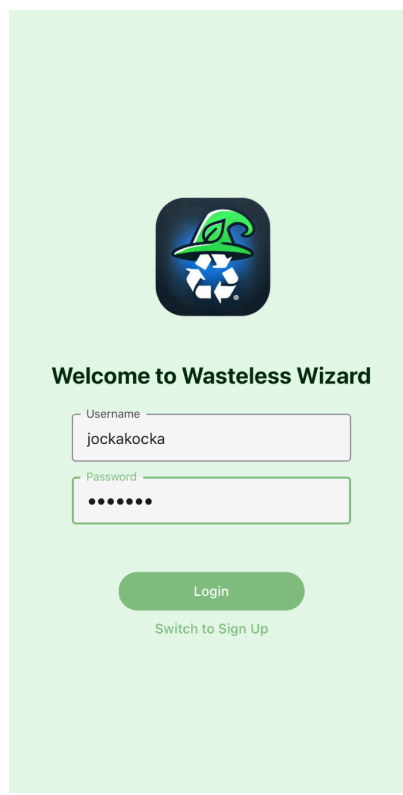 Welcome to Wasteless Wizard
Username
jockakocka
Password
●●●●●●●
Login
Switch to Sign Up